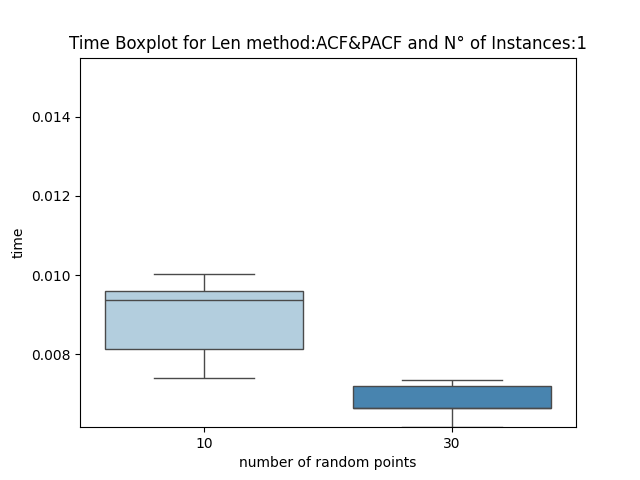 Time Boxplot for Len method:ACF&PACF and N° of Instances:1
0.014
0.012
0.010
0.008
time
10
30
number of random points